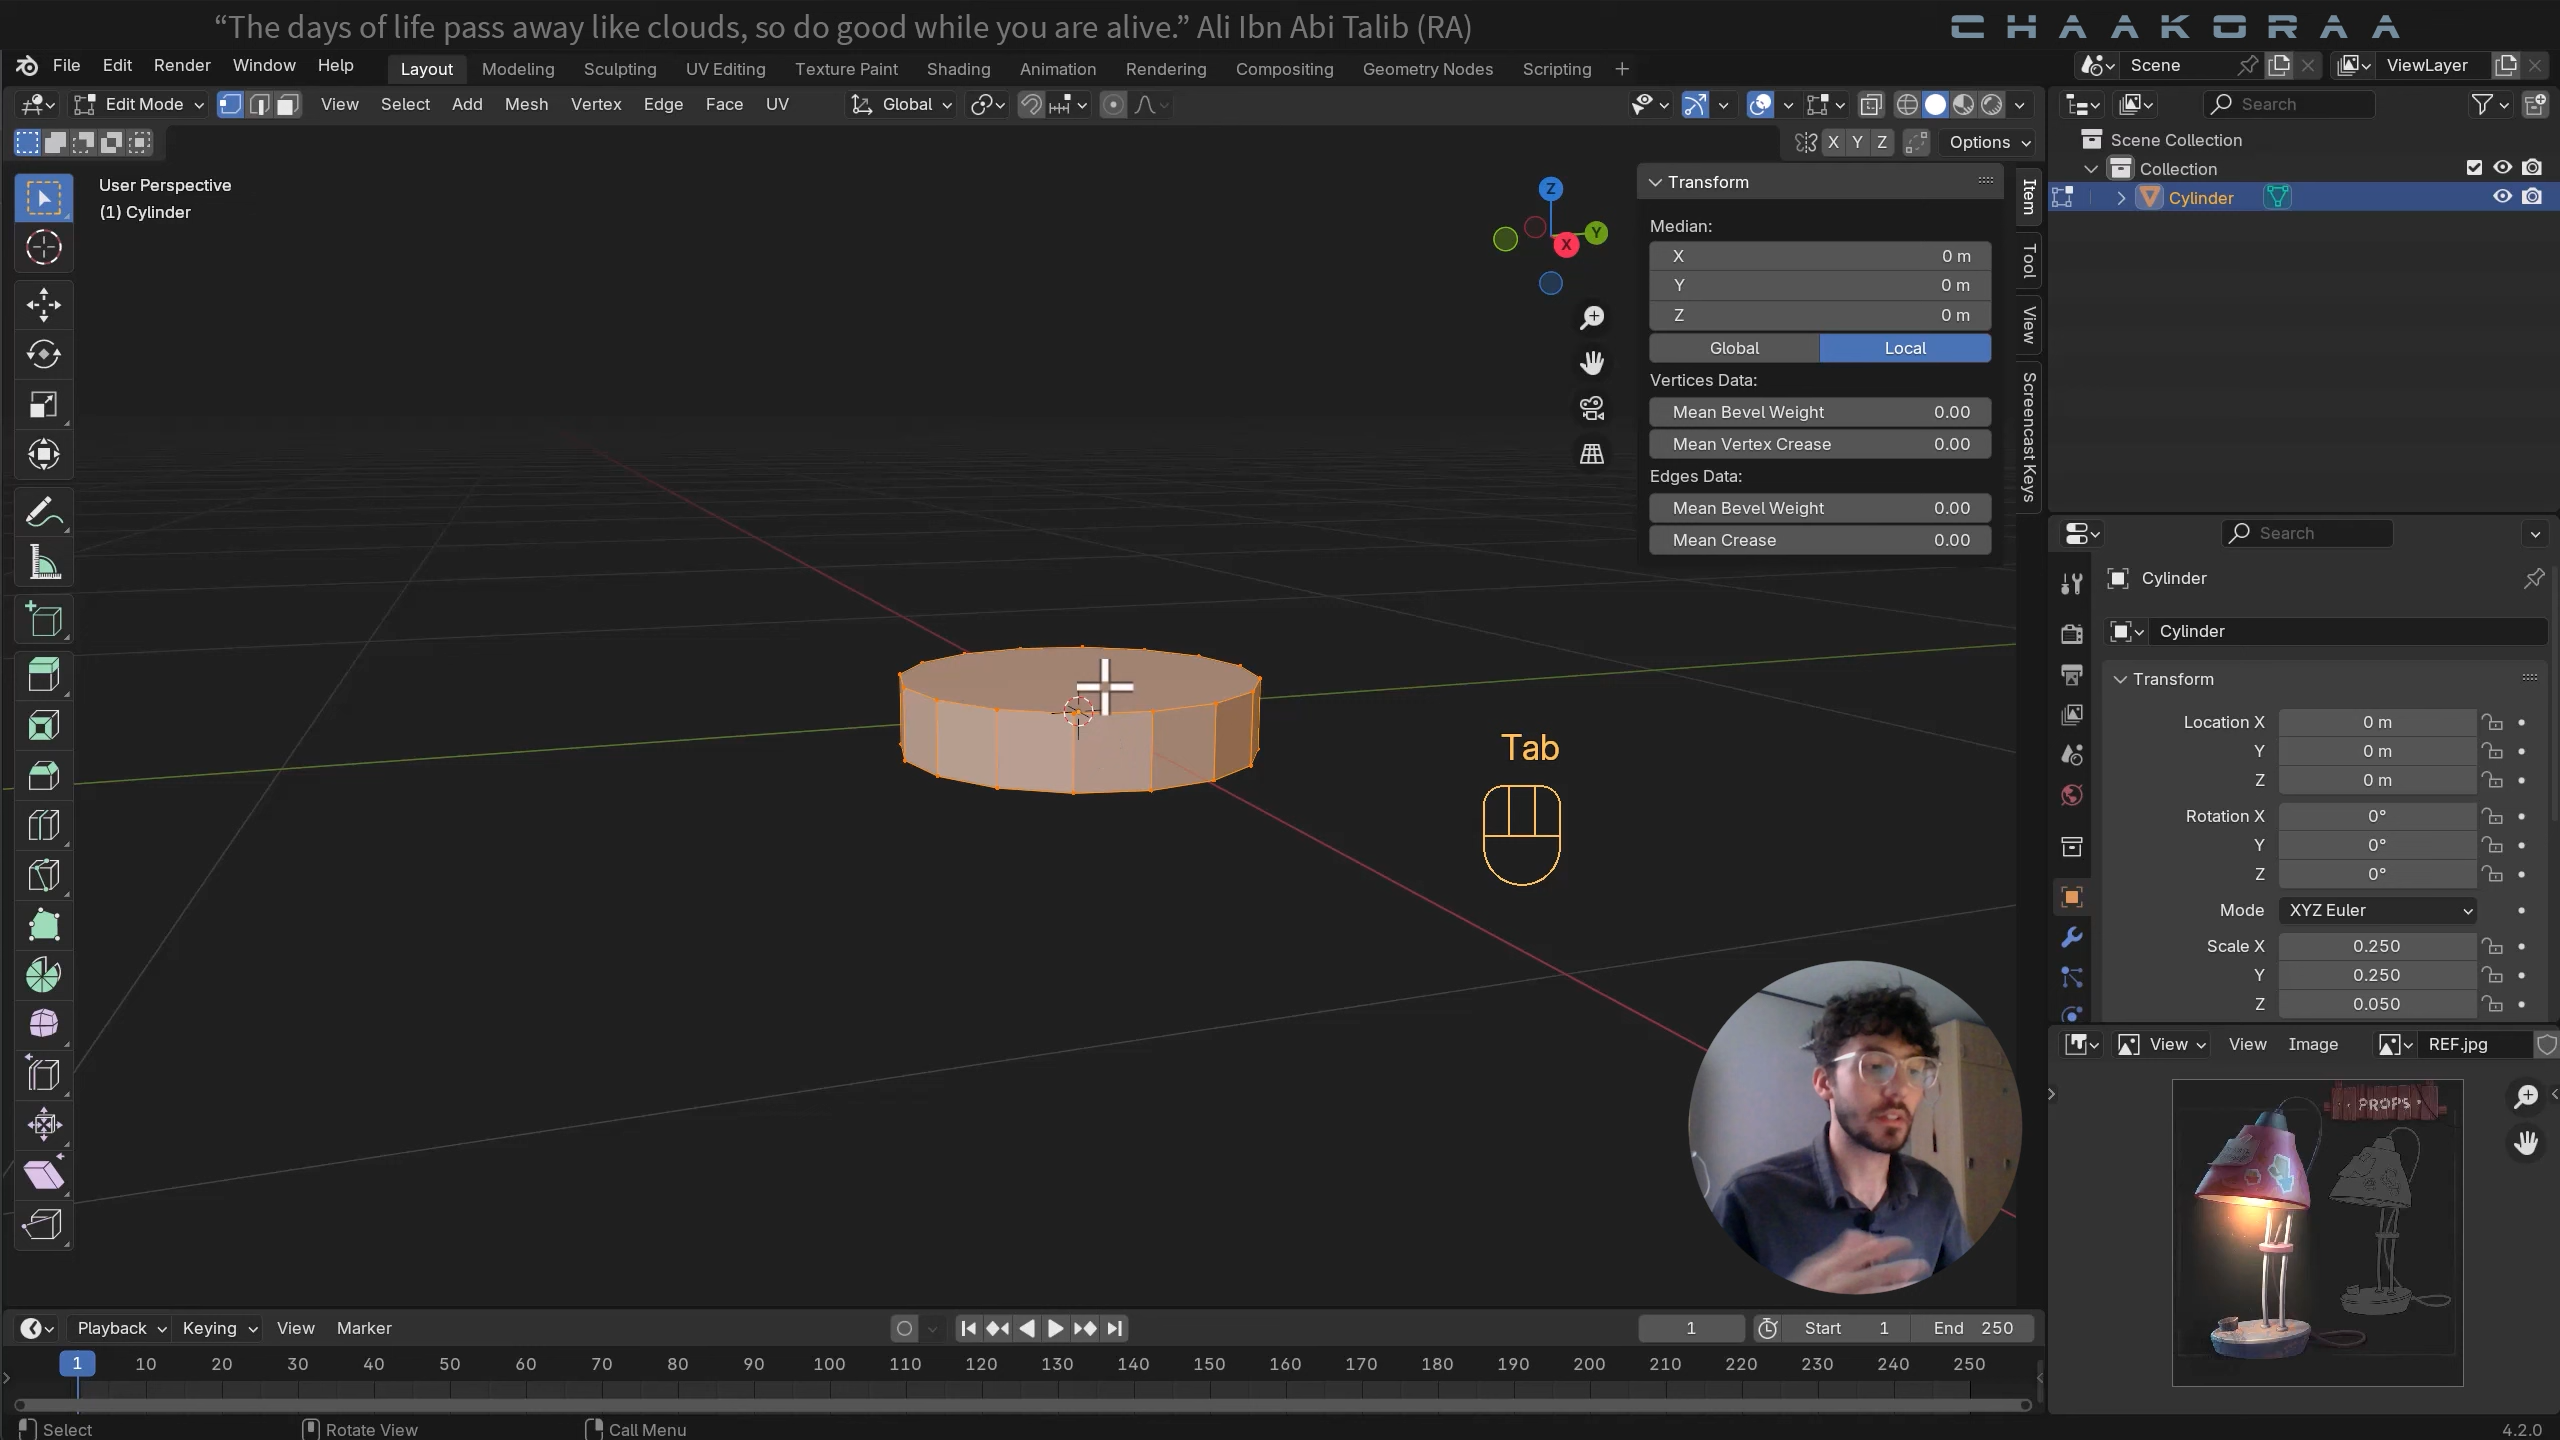 “The days of life pass away like clouds, so do good while you are alive.” Ali Ibn Abi Talib (RA)
CHAAKORAA
File Edit Render Window Help
Layout Modeling Sculpting UV Editing Texture Paint Shading Animation Rendering Compositing Geometry Nodes Scripting +
Scene
ViewLayer
Edit Mode
View Select Add Mesh Vertex Edge Face UV
Global
Search
X Y Z Options
User Perspective
(1) Cylinder
Z
Y
X
Transform
Median:
X 0 m
Y 0 m
Z 0 m
Global Local
Vertices Data:
Mean Bevel Weight 0.00
Mean Vertex Crease 0.00
Edges Data:
Mean Bevel Weight 0.00
Mean Crease 0.00
Item
Tool
View
Screencast Keys
Scene Collection
Collection
Cylinder
Search
Cylinder
Cylinder
Transform
Location X 0 m
Y 0 m
Z 0 m
Rotation X 0°
Y 0°
Z 0°
Mode XYZ Euler
Scale X 0.250
Y 0.250
Z 0.050
Tab
View View Image REF.jpg
PROPS
Playback Keying View Marker
1 Start 1 End 250
1 10 20 30 40 50 60 70 80 90 100 110 120 130 140 150 160 170 180 190 200 210 220 230 240 250
Select Rotate View Call Menu
4.2.0